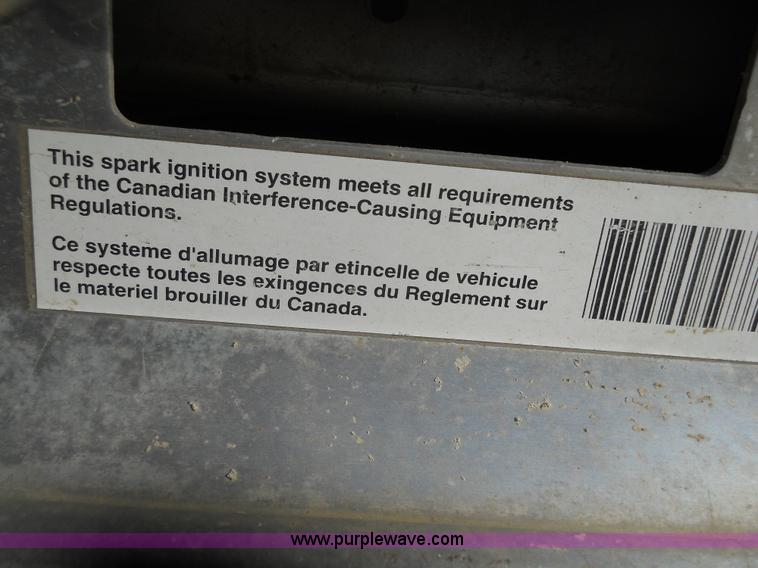 This spark ignition system meets all requirements
of the Canadian Interference-Causing Equipment
Regulations.
Ce systeme d'allumage par etincelle de vehicule
respecte toutes les exingences du Reglement sur
le materiel brouiller du Canada.
www.purplewave.com